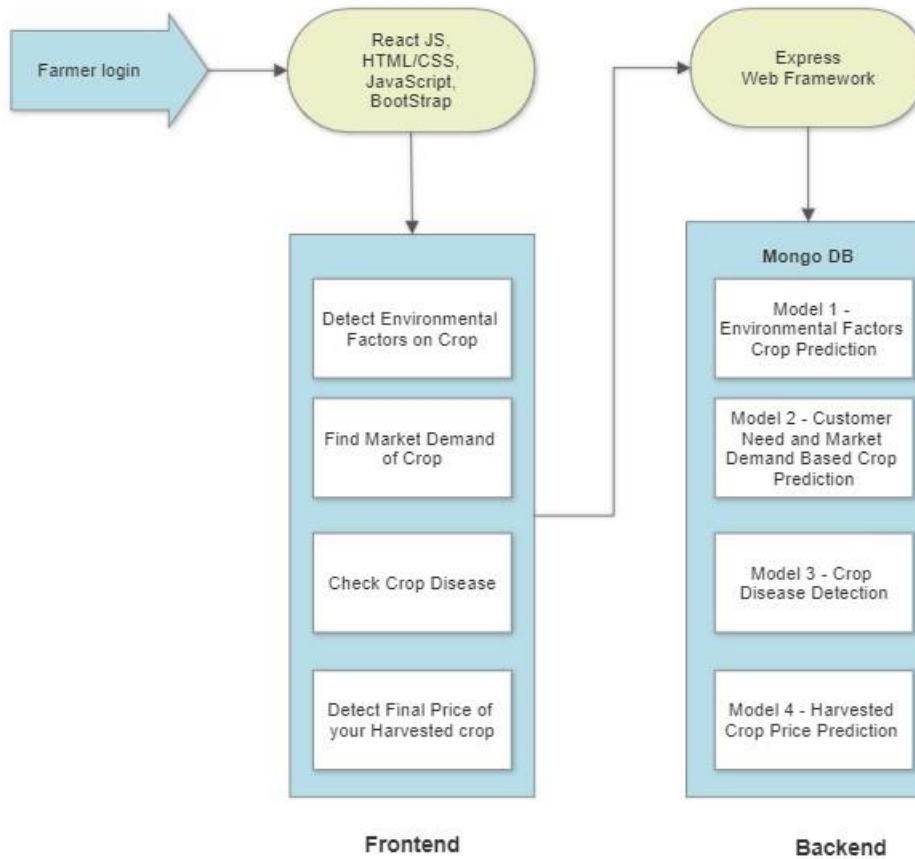 Farmer login
React JS,
HTML/CSS,
JavaScript,
BootStrap
Express
Web Framework
Detect Environmental
Factors on Crop
Find Market Demand
of Crop
Check Crop Disease
Detect Final Price of
your Harvested crop
Frontend
Mongo DB
Model 1 -
Environmental Factors
Crop Prediction
Model 2 - Customer
Need and Market
Demand Based Crop
Prediction
Model 3 - Crop
Disease Detection
Model 4 - Harvested
Crop Price Prediction
Backend